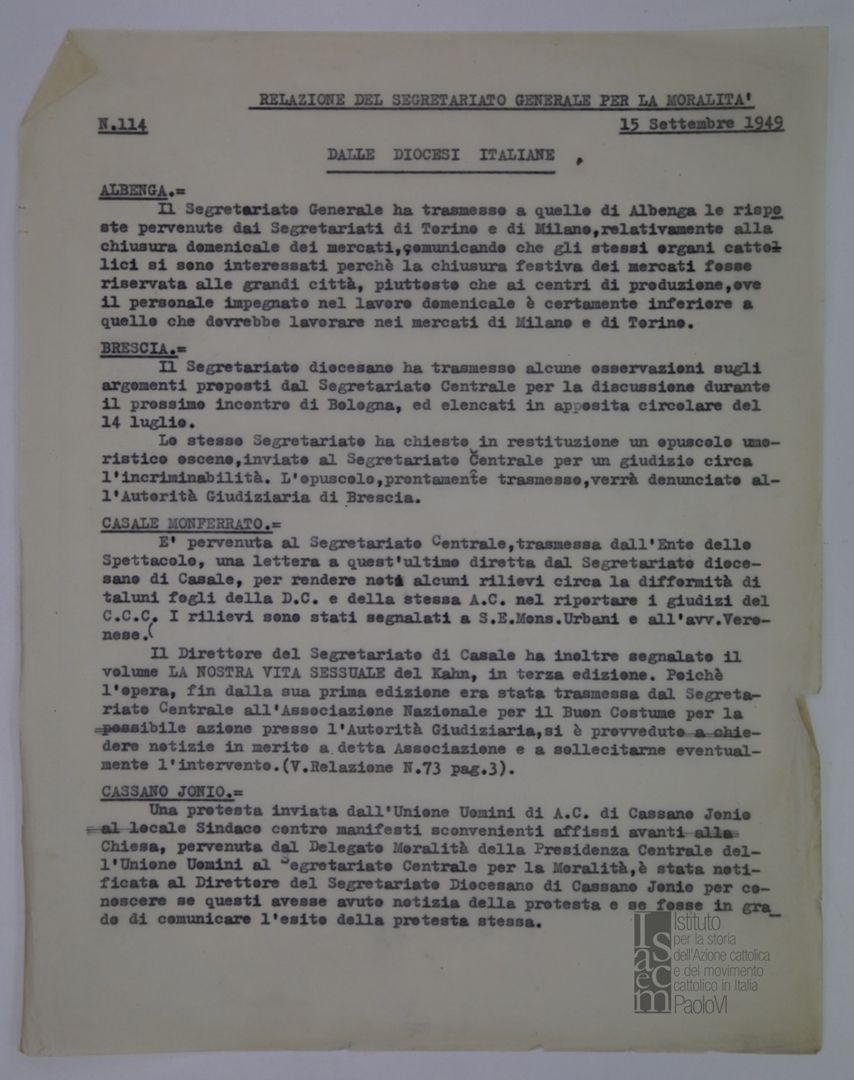 RELAZIONE DEL SEGRETARIATO GENERALE PER LA MORALITA'
N.114
15 Settembre 1949
DALLE DIOCESI ITALIANE
ALBENGA.=
Il Segretariato Generale ha trasmesso a quello di Albenga le rispo
ste pervenute dai Segretariati di Torino e di Milano,relativamente alla
chiusura domenicale dei mercati,comunicando che gli stessi organi catto-
lici si sono interessati perchè la chiusura festiva dei mercati fosse
riservata alle grandi città, piuttosto che ai centri di produzione,ove
il personale impegnato nel lavoro domenicale è certamente inferiore a
quello che dovrebbe lavorare nei mercati di Milano e di Torino.
BRESCIA.=
Il Segretariato diocesano ha trasmesso alcune osservazioni sugli
argomenti proposti dal Segretariato Centrale per la discussione durante
il prossimo incontro di Bologna, ed elencati in apposita circolare del
14 luglio.
Lo stesso Segretariato ha chiesto in restituzione un opuscolo umo-
ristico osceno,inviato al Segretariato Centrale per un giudizio circa
l'incriminabilità. L'opuscolo,prontamente trasmesso,verrà denunciato al-
l'Autorità Giudiziaria di Brescia.
CASALE MONFERRATO.=
E' pervenuta al Segretariato Centrale,trasmessa dall'Ente dello
Spettacolo, una lettera a quest'ultimo diretta dal Segretariato dioce-
sano di Casale, per rendere noti alcuni rilievi circa la difformità di
taluni fogli della D.C. e della stessa A.C. nel riportare i giudizi del
C.C.C. I rilievi sono stati segnalati a S.E.Mons.Urbani e all'avv.Vero-
nese.(
Il Direttore del Segretariato di Casale ha inoltre segnalato il
volume LA NOSTRA VITA SESSUALE del Kahn, in terza edizione. Poichè
l'opera, fin dalla sua prima edizione era stata trasmessa dal Segreta-
riato Centrale all'Associazione Nazionale per il Buon Costume per la
possibile azione presso l'Autorità Giudiziaria,si è provveduto a chie-
dere notizie in merito a detta Associazione e a sollecitarne eventual-
mente l'intervento.(V.Relazione N.73 pag.3).
CASSANO JONIO.=
Una protesta inviata dall'Unione Uomini di A.C. di Cassano Jonio
al locale Sindaco contro manifesti sconvenienti affissi avanti alla
Chiesa, pervenuta dal Delegato Moralità della Presidenza Centrale del-
l'Unione Uomini al Segretariato Centrale per la Moralità,è stata noti-
ficata al Direttore del Segretariato Diocesano di Cassano Jonio per co-
noscere se questi avesse avuto notizia della protesta e se fosse in gra_
do di comunicare l'esito della protesta stessa.
Isacem
Istituto
per la storia
dell'Azione cattolica
e del movimento
cattolico in Italia
PaoloVI